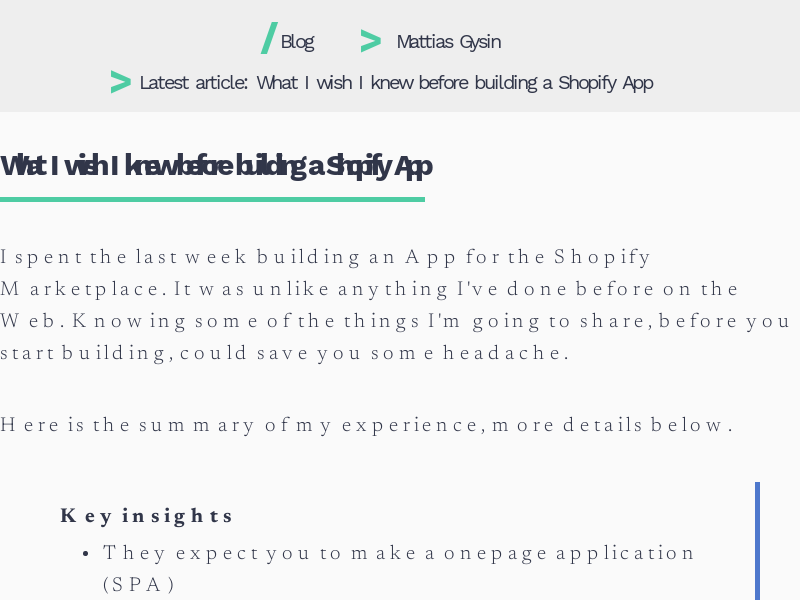 / Blog > Mattias Gysin
> Latest article: What I wish I knew before building a Shopify App
What I wish I knew before building a Shopify App
I spent the last week building an App for the Shopify
Marketplace. It was unlike anything I've done before on the
Web. Knowing some of the things I'm going to share, before you
start building, could save you some headache.
Here is the summary of my experience, more details below.
Key insights
• They expect you to make a onepage application
(SPA)